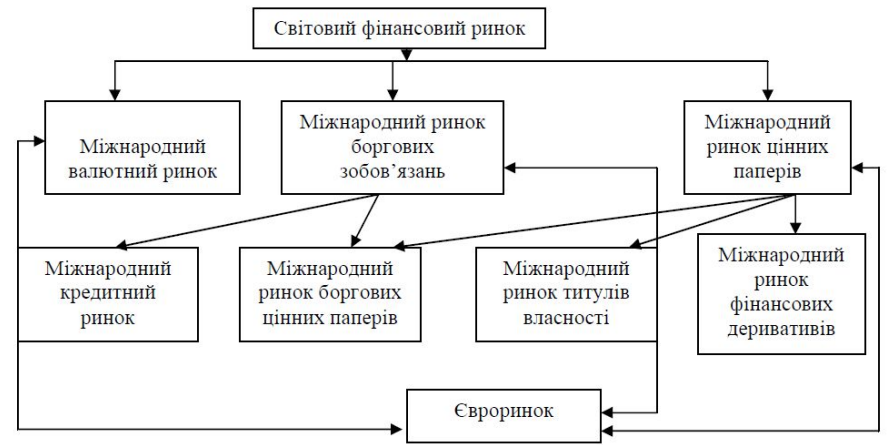 Світовий фінансовий ринок
Міжнародний
валютний ринок
Міжнародний ринок
боргових
зобов’язань
Міжнародний
ринок цінних
паперів
Міжнародний
кредитний
ринок
Міжнародний
ринок боргових
цінних паперів
Міжнародний
ринок титулів
власності
Міжнародний
ринок
фінансових
деривативів
Євроринок